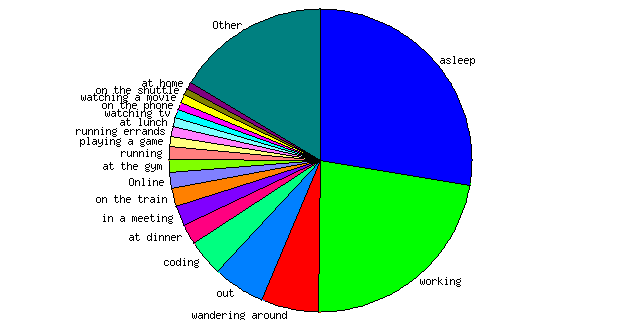 Other
asleep
at home
on the shuttle
watching a movie
on the phone
watching tv
at lunch
running errands
playing a game
running
at the gym
Online
on the train
in a meeting
at dinner
coding
out
wandering around
working